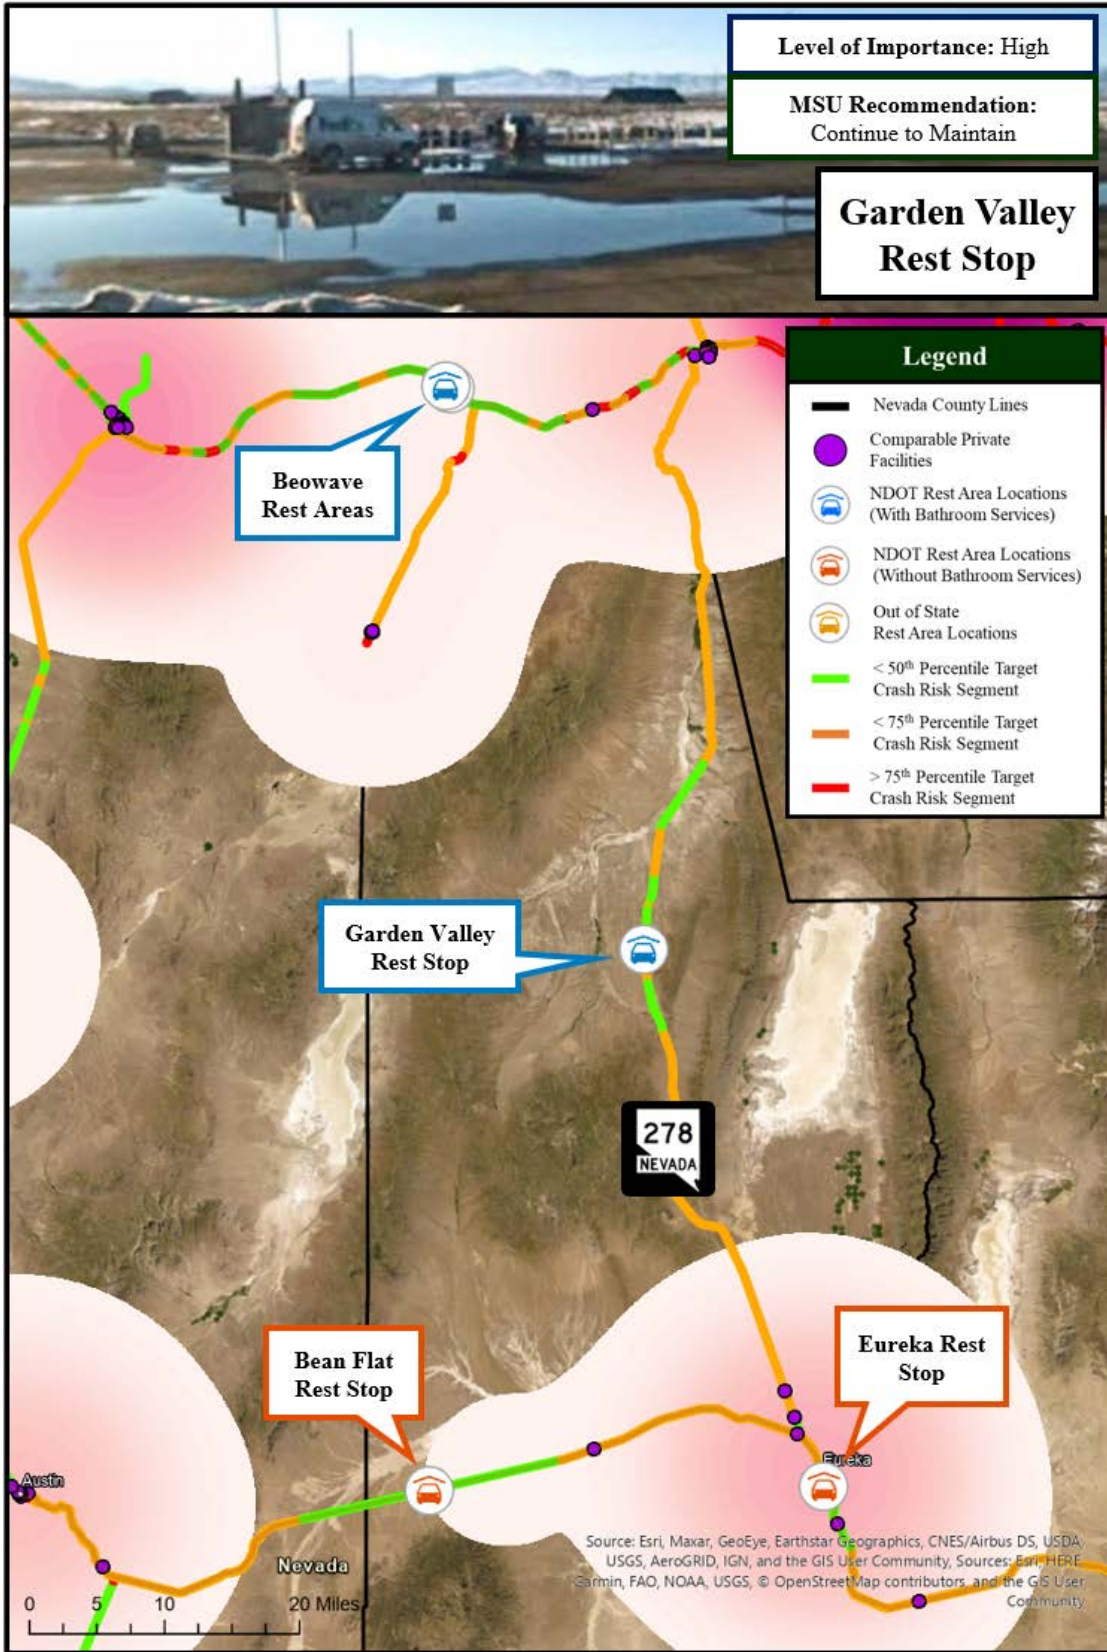 Level of Importance: High
MSU Recommendation:
Continue to Maintain
Garden Valley
Rest Stop
Legend
Nevada County Lines
Comparable Private
Facilities
NDOT Rest Area Locations
(With Bathroom Services)
NDOT Rest Area Locations
(Without Bathroom Services)
Out of State
Rest Area Locations
< 50th Percentile Target
Crash Risk Segment
< 75th Percentile Target
Crash Risk Segment
> 75th Percentile Target
Crash Risk Segment
Beowave
Rest Areas
Garden Valley
Rest Stop
278
NEVADA
Bean Flat
Rest Stop
Eureka Rest
Stop
Eureka
Austin
Nevada
0 5 10 20 Miles
Source: Esri, Maxar, GeoEye, Earthstar Geographics, CNES/Airbus DS, USDA,
USGS, AeroGRID, IGN, and the GIS User Community, Sources: Esri, HERE,
Garmin, FAO, NOAA, USGS, © OpenStreetMap contributors, and the GIS User
Community